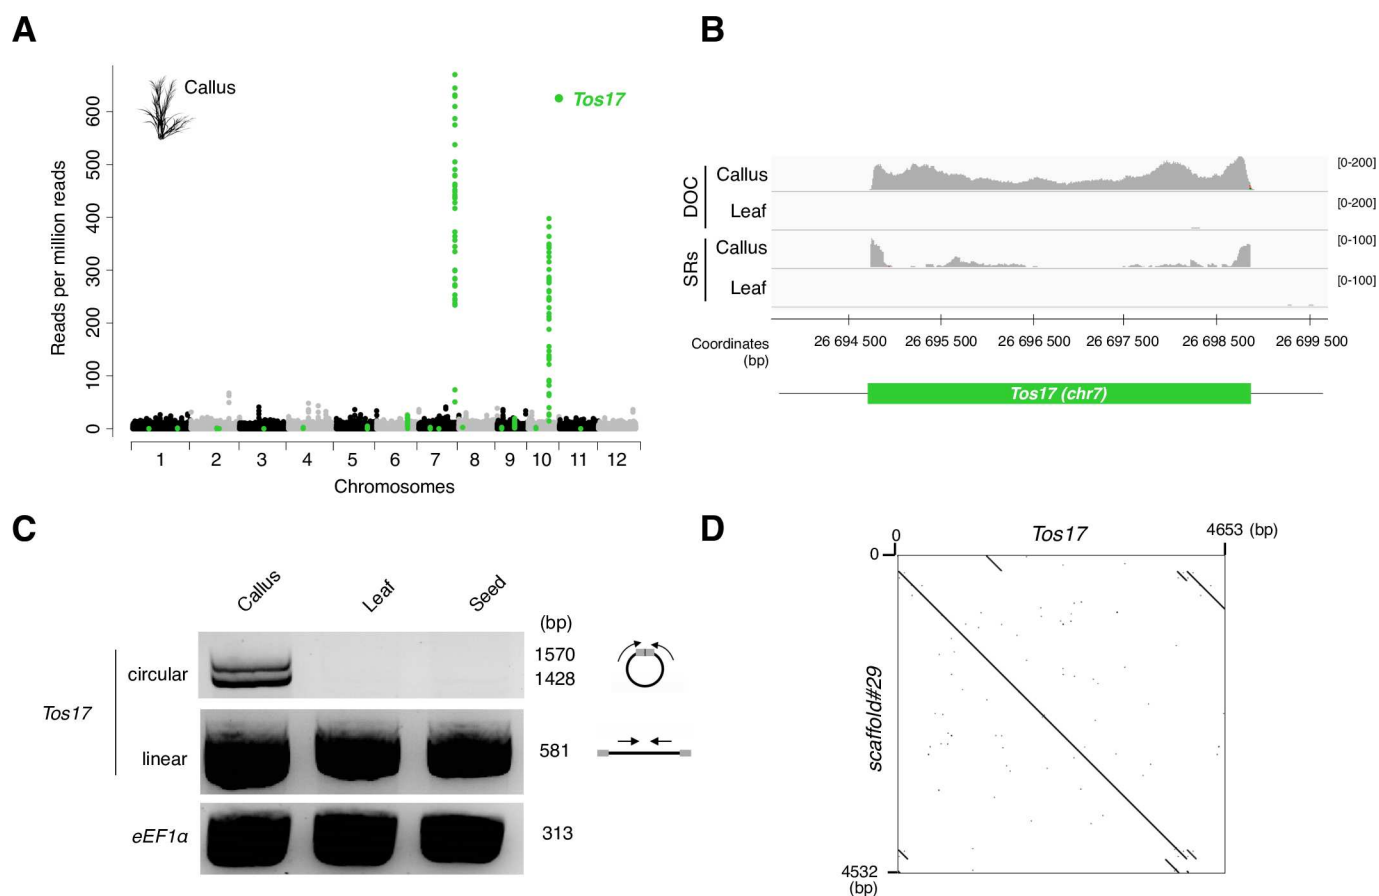 A
Callus
Tos17
Reads per million reads
600
500
400
300
200
100
0
1 2 3 4 5 6 7 8 9 10 11 12
Chromosomes
B
DOC
Callus
[0-200]
Leaf
[0-200]
SRs
Callus
[0-100]
Leaf
[0-100]
Coordinates
(bp)
26 694 500 26 695 500 26 696 500 26 697 500 26 698 500 26 699 500
Tos17 (chr7)
C
Callus Leaf Seed
(bp)
Tos17
circular
1570
1428
linear
581
eEF1α
313
D
0 Tos17 4653 (bp)
0
scaffold#29
4532
(bp)